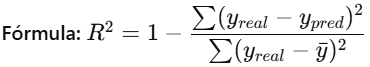 Fórmula: $R^2 = 1 - \frac{\sum (y_{real} - y_{pred})^2}{\sum (y_{real} - \bar{y})^2}$